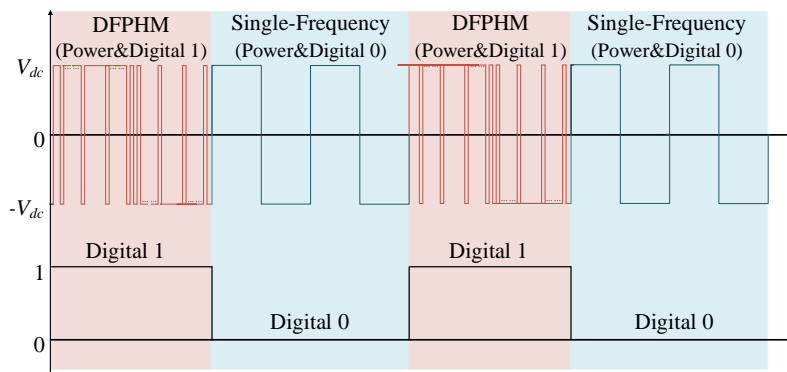 DFPHM
(Power&Digital 1)
Single-Frequency
(Power&Digital 0)
DFPHM
(Power&Digital 1)
Single-Frequency
(Power&Digital 0)
Vdc
0
-Vdc
Digital 1
Digital 1
1
Digital 0
Digital 0
0